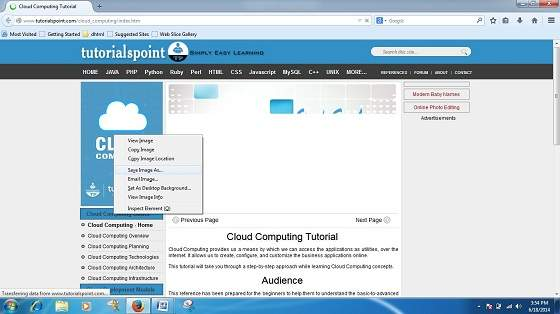 Cloud Computing Tutorial
www.tutorialspoint.com/cloud_computing/index.htm
Google
Most Visited Getting Started Suggested Sites dhtml Suggested Sites Web Slice Gallery
tutorialspoint SIMPLY EASY LEARNING
Search this site...
HOME JAVA PHP Python Ruby Perl HTML CSS Javascript MySQL C++ UNIX MORE...
REFERENCES | FORUM | ABOUT | CONTACT
Modern Baby Names
Online Photo Editing
Advertisements
View Image
Copy Image
Copy Image Location
Save Image As...
Email Image...
Set As Desktop Background...
View Image Info
Inspect Element (Q)
Previous Page
Next Page
Cloud Computing - Home
Cloud Computing Overview
Cloud Computing Planning
Cloud Computing Technologies
Cloud Computing Architecture
Cloud Computing Infrastructure
Cloud Computing Tutorial
Cloud Computing provides us a means by which we can access the applications as utilities, over the
Internet. It allows us to create, configure, and customize the business applications online.
This tutorial will take you through a step-by-step approach while learning Cloud Computing concepts.
Audience
This reference has been prepared for the beginners to help them to understand the basic-to-advanced
Transferring data from www.tutorialspoint.com...
3:54 PM
6/18/2014